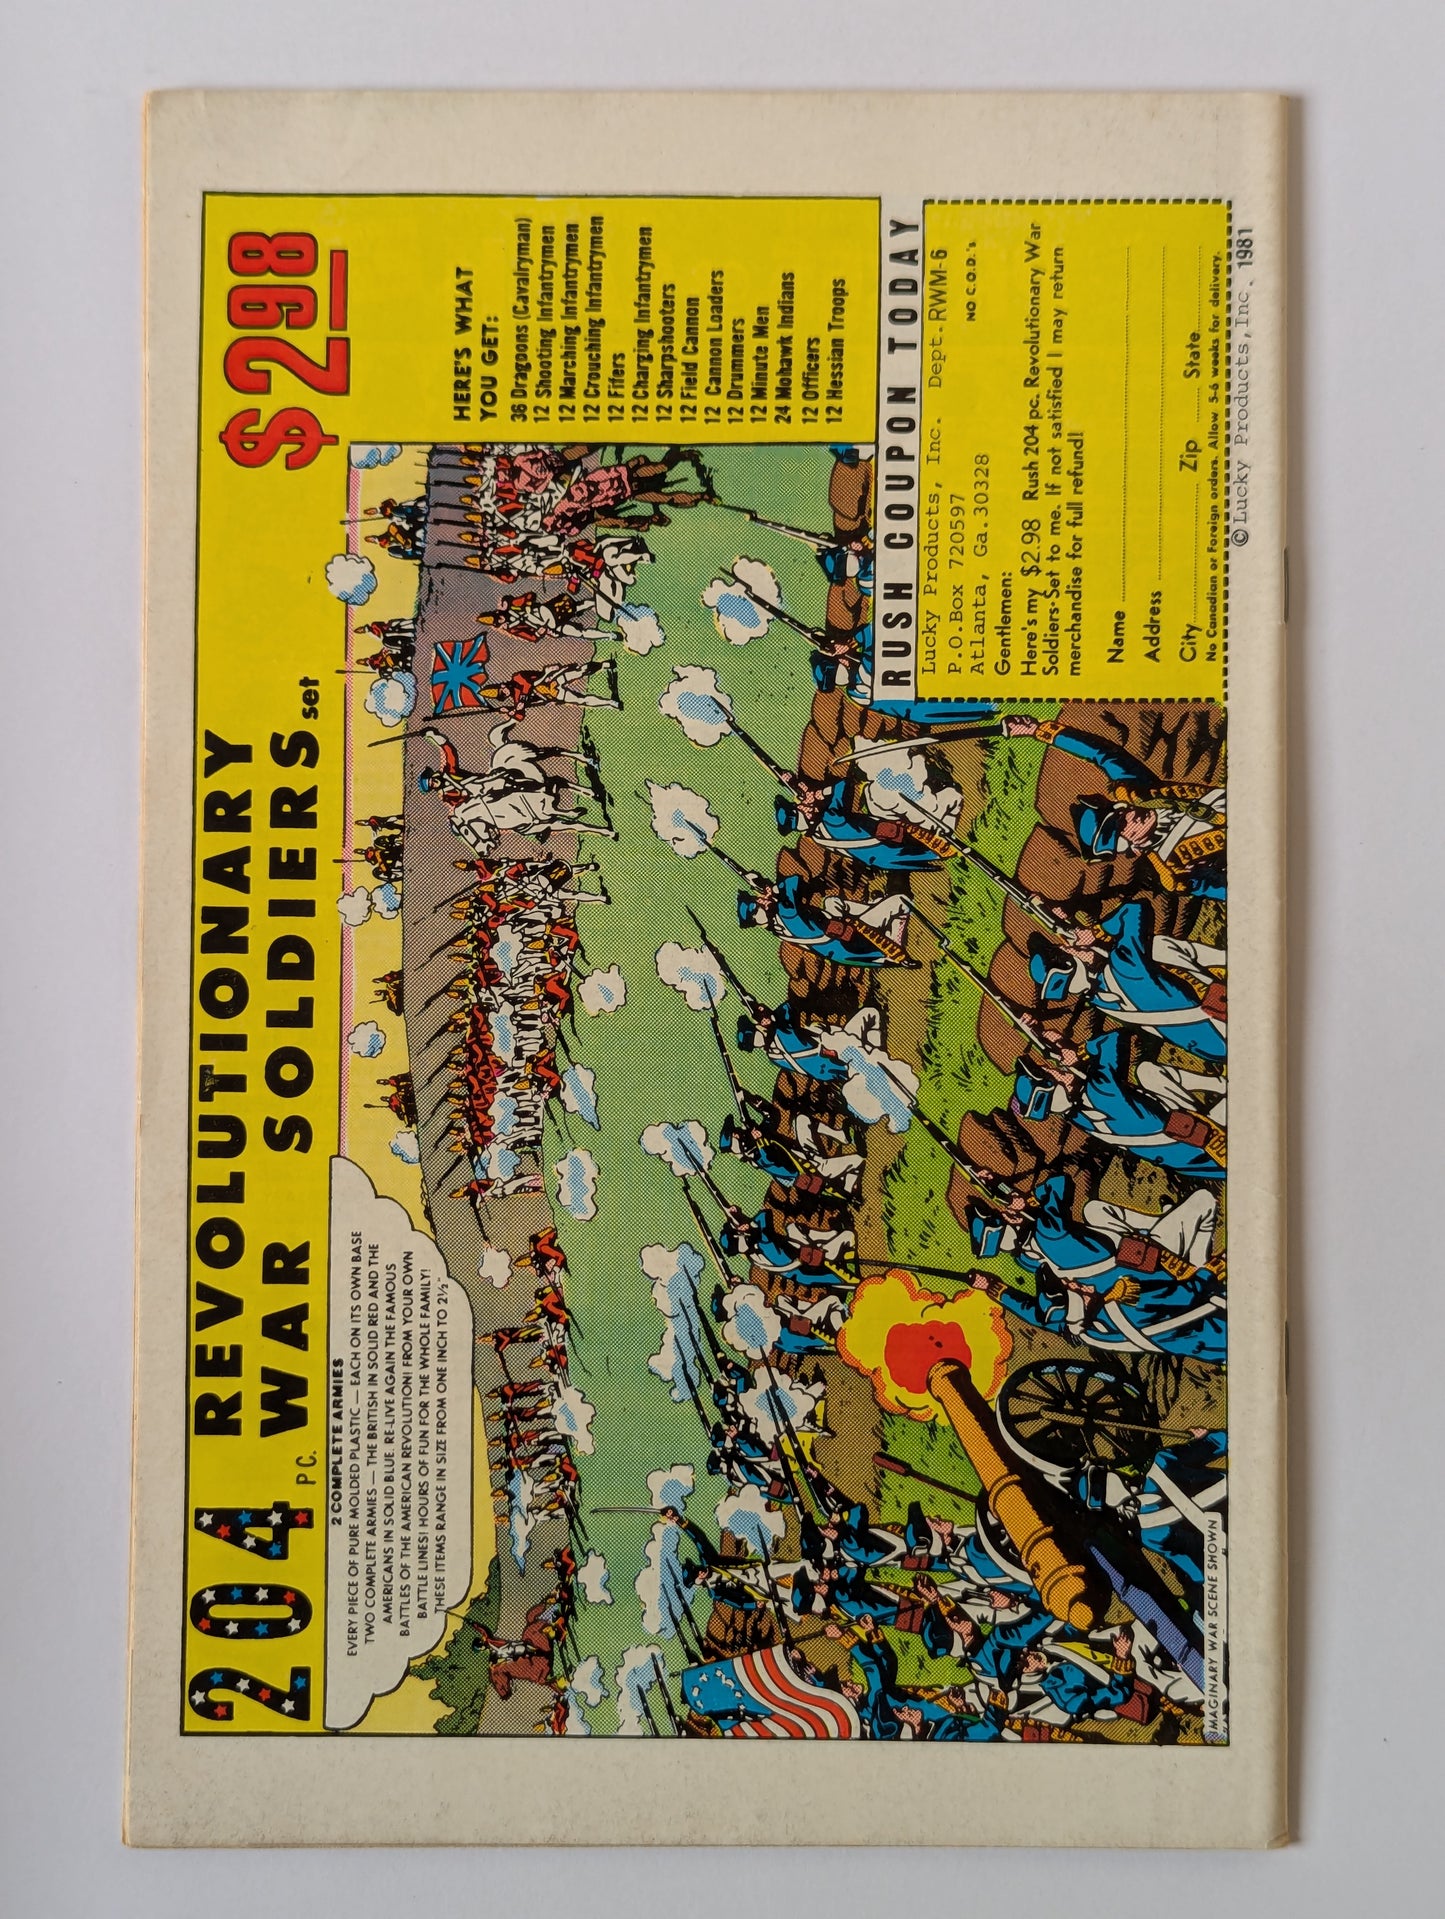 204 PC. REVOLUTIONARY
WAR SOLDIERS set
$2.98
2 COMPLETE ARMIES
EVERY PIECE OF PURE MOLDED PLASTIC — EACH ON ITS OWN BASE
TWO COMPLETE ARMIES — THE BRITISH IN SOLID RED AND THE
AMERICANS IN SOLID BLUE. RE-LIVE AGAIN THE FAMOUS
BATTLES OF THE AMERICAN REVOLUTION! FROM YOUR OWN
BATTLE LINES! HOURS OF FUN FOR THE WHOLE FAMILY!
THESE ITEMS RANGE IN SIZE FROM ONE INCH TO 2½"
HERE'S WHAT
YOU GET:
36 Dragoons (Cavalryman)
12 Shooting Infantrymen
12 Marching Infantrymen
12 Crouching Infantrymen
12 Fifers
12 Charging Infantrymen
12 Sharpshooters
12 Field Cannon
12 Cannon Loaders
12 Drummers
12 Minute Men
24 Mohawk Indians
12 Officers
12 Hessian Troops
RUSH COUPON TODAY
Lucky Products, Inc. Dept. RWM-6
P.O.Box 720597
NO C.O.D.'s
Atlanta, Ga.30328
Gentlemen:
Here's my $2.98 Rush 204 pc. Revolutionary War
Soldiers Set to me. If not satisfied I may return
merchandise for full refund!
Name
Address
City Zip State
No Canadian or Foreign orders. Allow 5-6 weeks for delivery.
IMAGINARY WAR SCENE SHOWN
© Lucky Products, Inc. 1981